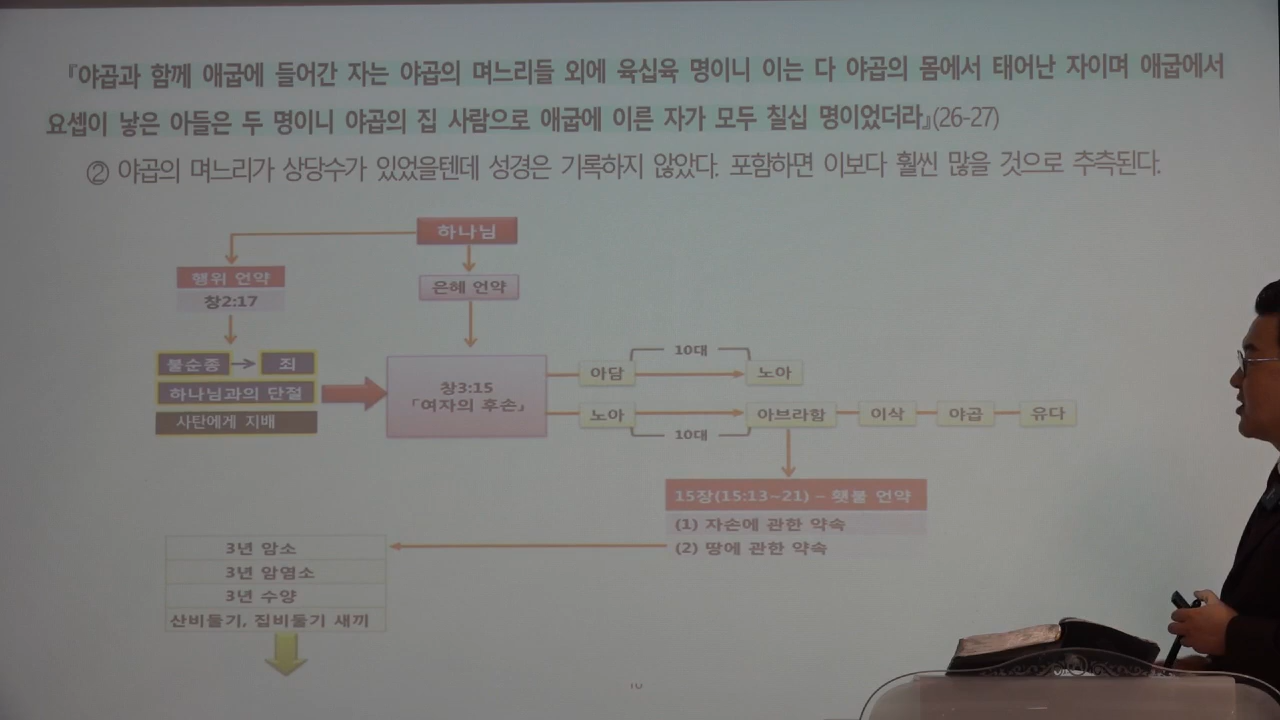 『야곱과 함께 애굽에 들어간 자는 야곱의 며느리들 외에 육십육 명이니 이는 다 야곱의 몸에서 태어난 자이며 애굽에서
요셉이 낳은 아들은 두 명이니 야곱의 집 사람으로 애굽에 이른 자가 모두 칠십 명이었더라』(26-27)
② 야곱의 며느리가 상당수가 있었을텐데 성경은 기록하지 않았다. 포함하면 이보다 훨씬 많을 것으로 추측된다.
하나님
행위 언약
창2:17
은혜 언약
불순종
죄
하나님과의 단절
사탄에게 지배
창3:15
「여자의 후손」
10대
아담
노아
노아
아브라함
이삭
야곱
유다
10대
15장(15:13~21) – 횃불 언약
(1) 자손에 관한 약속
(2) 땅에 관한 약속
3년 암소
3년 암염소
3년 수양
산비둘기, 집비둘기 새끼